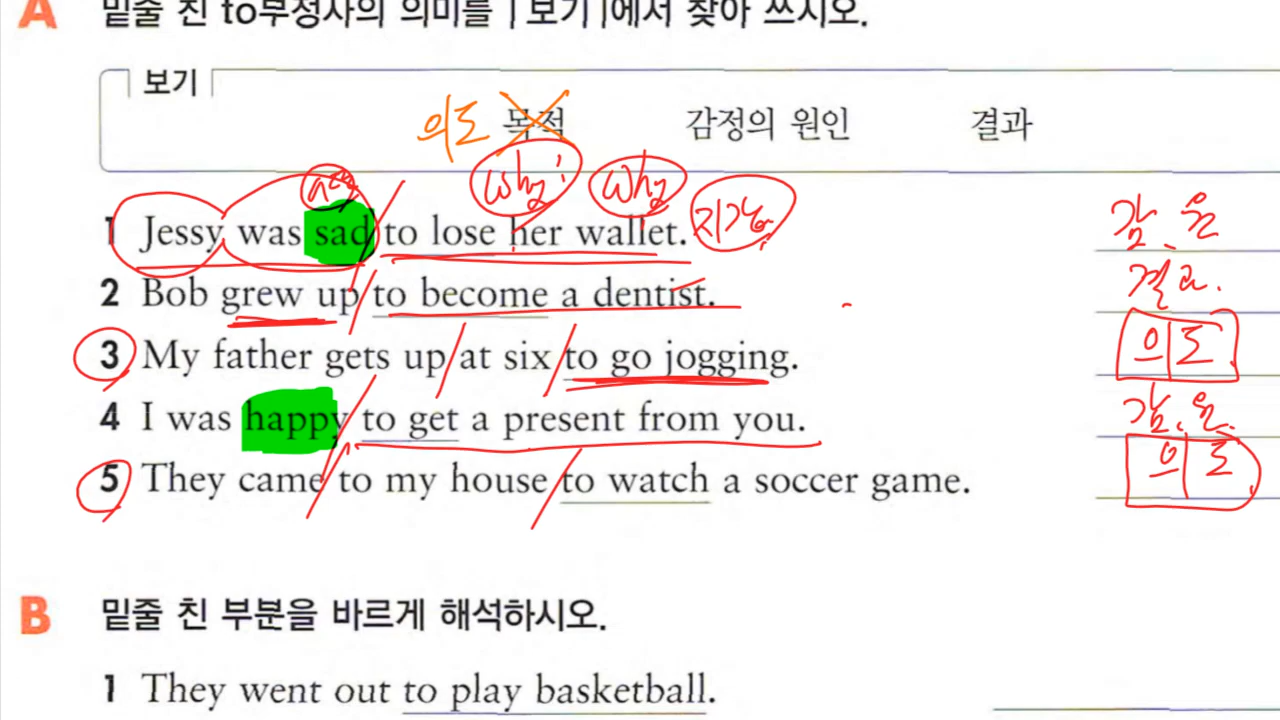 A 밑줄 친 to부정사의 의미를 보기 에서 찾아 쓰시오.
보기
의도 목적 감정의 원인 결과
why why
1 Jessy was sad to lose her wallet. 감.원
2 Bob grew up to become a dentist. 결과.
3 My father gets up at six to go jogging. 의도
4 I was happy to get a present from you. 감.원.
5 They came to my house to watch a soccer game. 의도
B 밑줄 친 부분을 바르게 해석하시오.
1 They went out to play basketball.